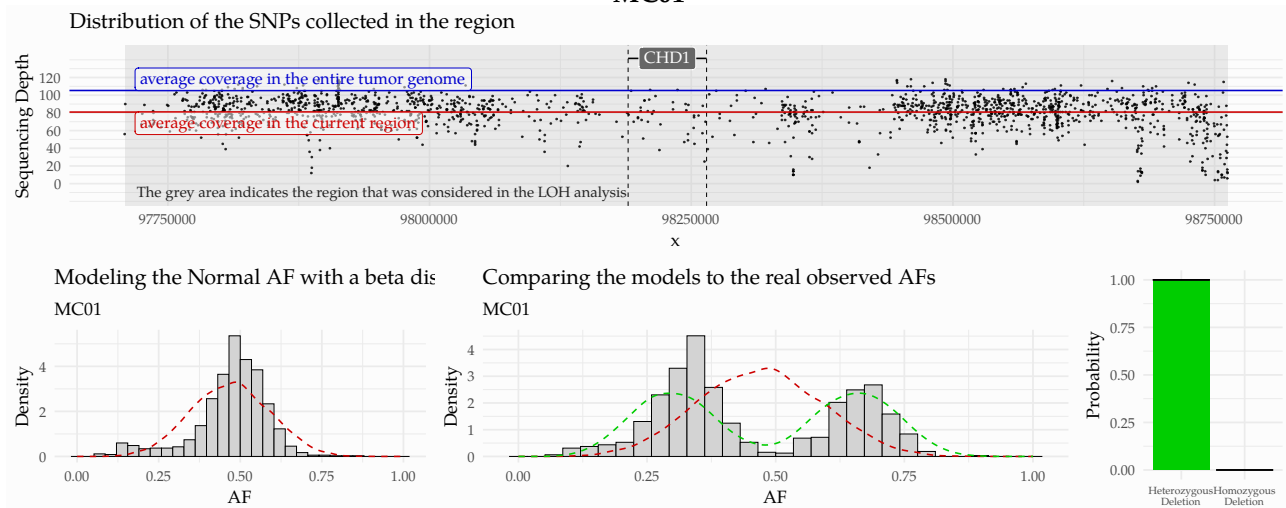 MC01
Distribution of the SNPs collected in the region
CHD1
Sequencing Depth
120
100
80
60
40
20
0
average coverage in the entire tumor genome
average coverage in the current region
The grey area indicates the region that was considered in the LOH analysis.
97750000 98000000 98250000 98500000 98750000
x
Modeling the Normal AF with a beta dis
MC01
Density
4
2
0
0.00 0.25 0.50 0.75 1.00
AF
Comparing the models to the real observed AFs
MC01
Density
4
3
2
1
0
0.00 0.25 0.50 0.75 1.00
AF
Probability
1.00
0.75
0.50
0.25
0.00
Heterozygous Homozygous
Deletion Deletion